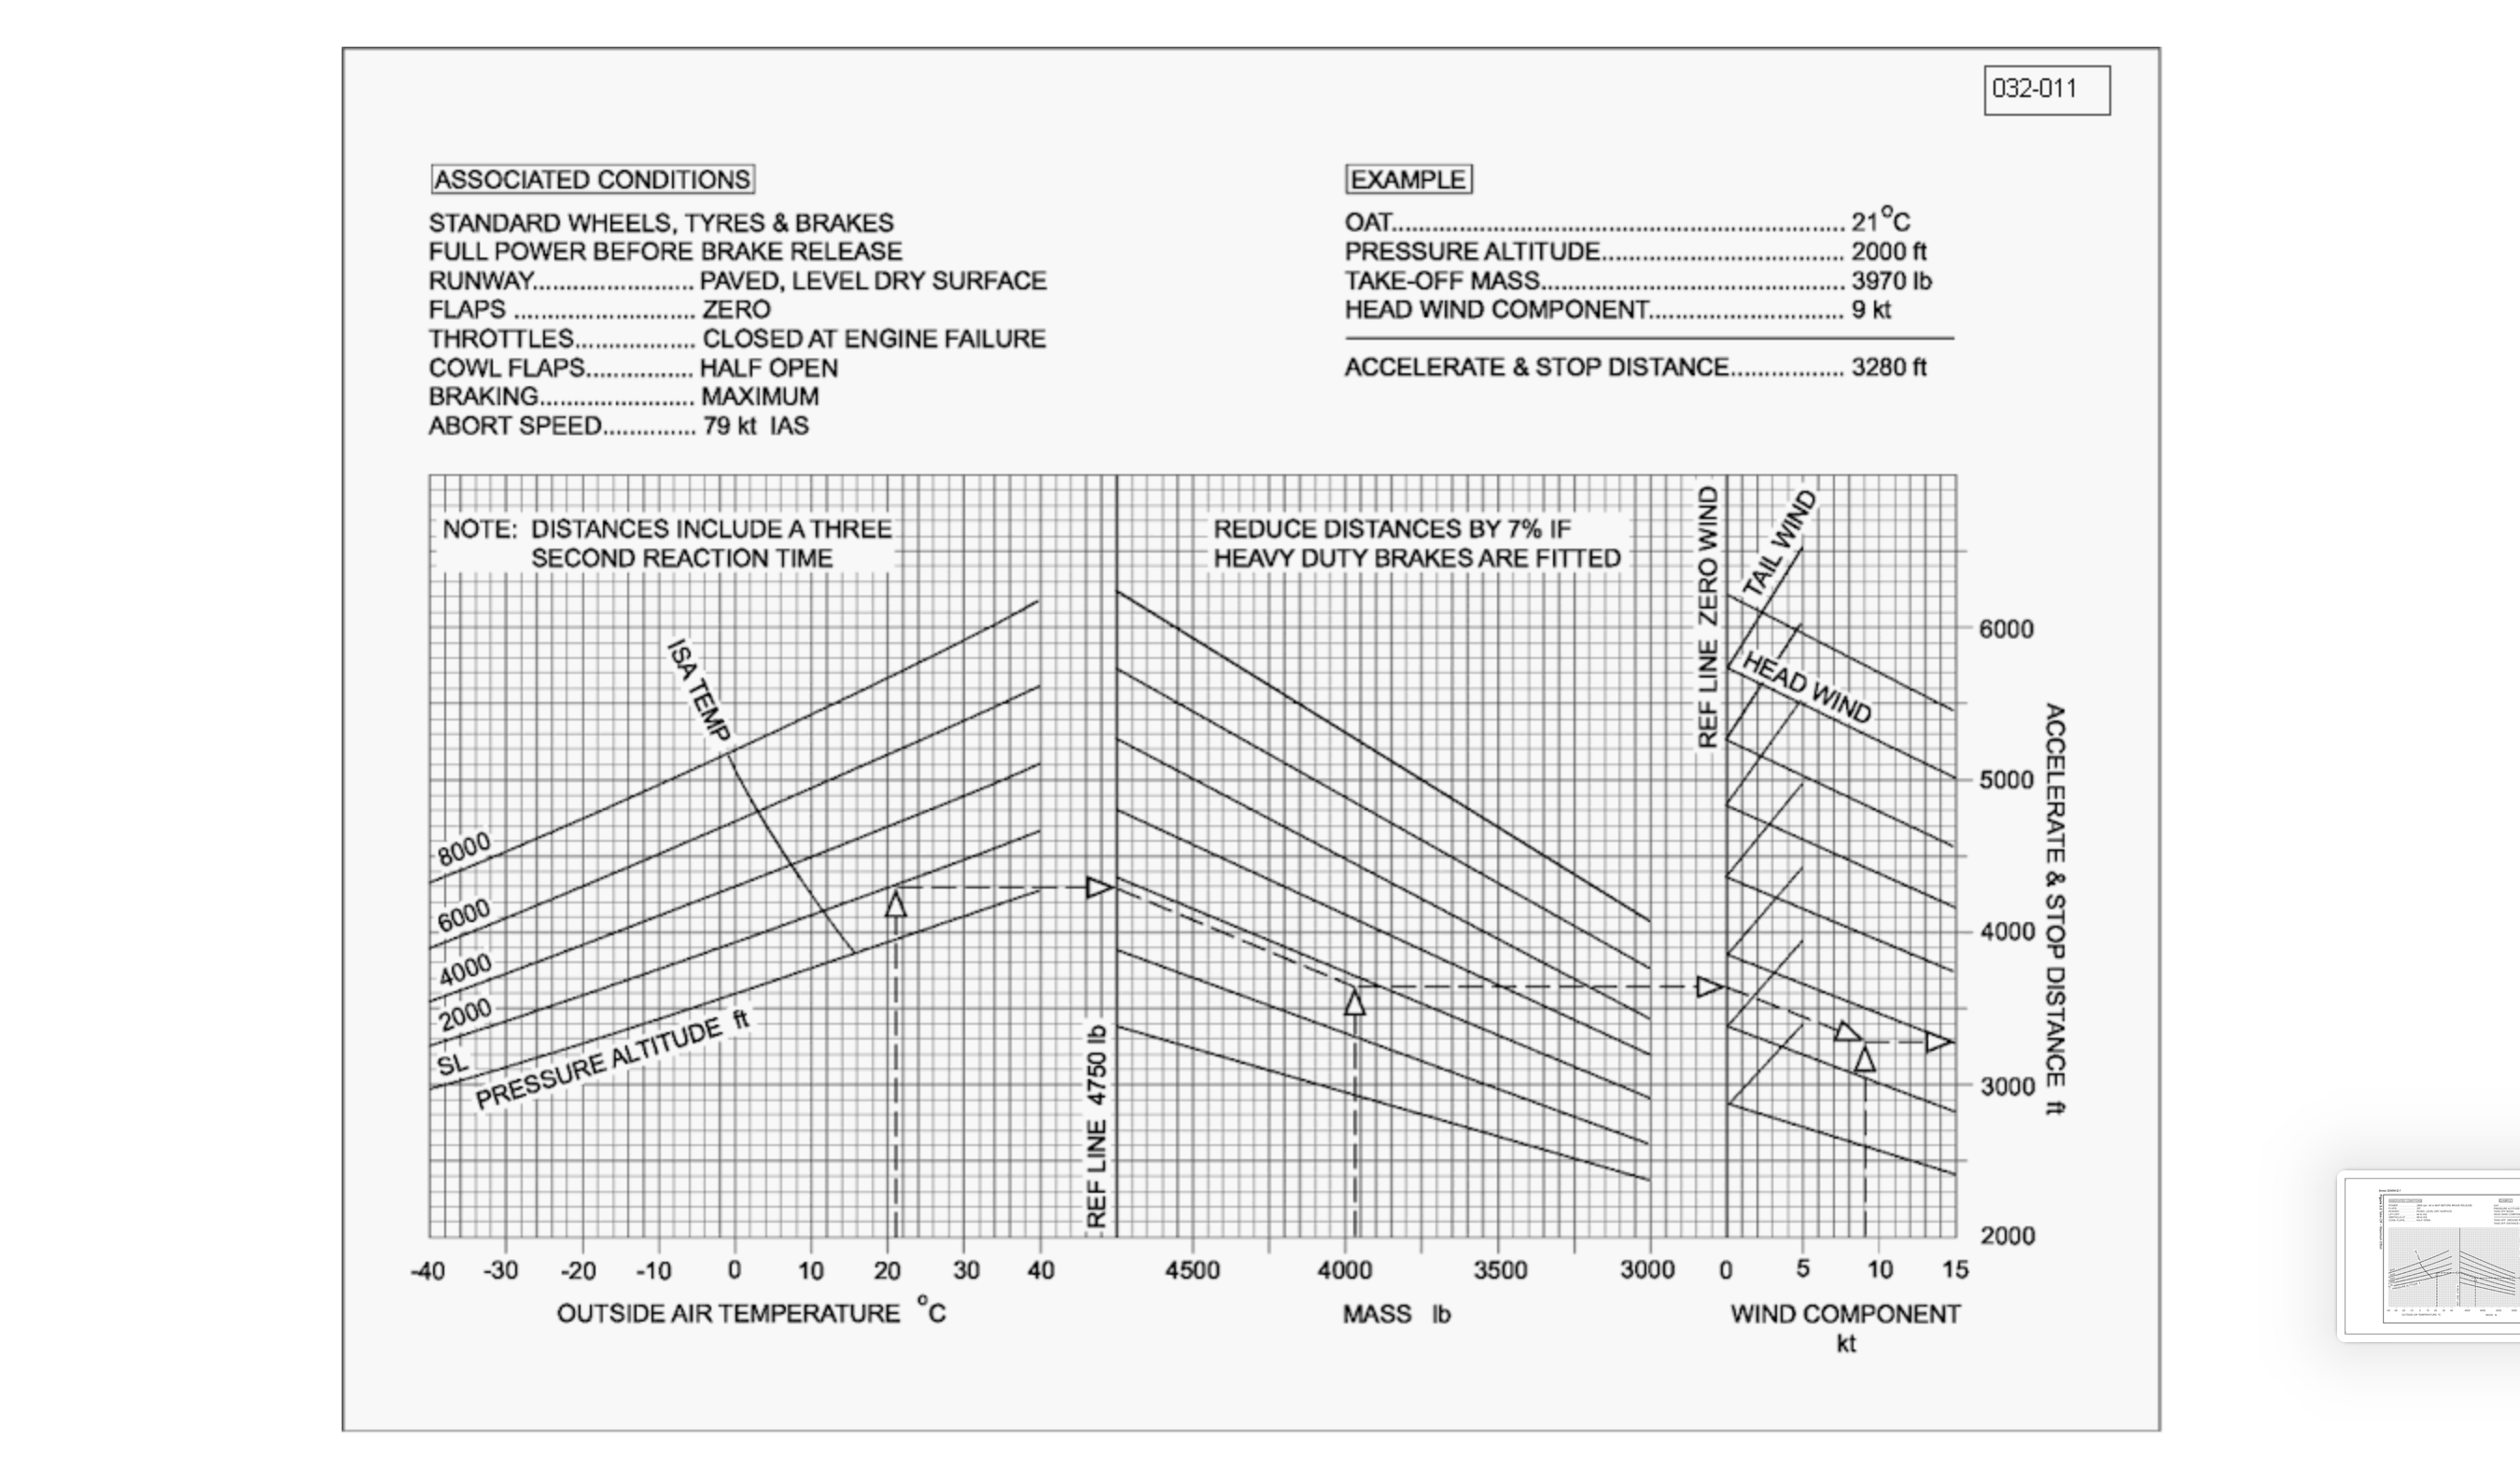 032-011
ASSOCIATED CONDITIONS
STANDARD WHEELS, TYRES & BRAKES
FULL POWER BEFORE BRAKE RELEASE
RUNWAY........................ PAVED, LEVEL DRY SURFACE
FLAPS ........................... ZERO
THROTTLES.................. CLOSED AT ENGINE FAILURE
COWL FLAPS................ HALF OPEN
BRAKING....................... MAXIMUM
ABORT SPEED.............. 79 kt IAS
EXAMPLE
OAT.................................................................... 21°C
PRESSURE ALTITUDE.................................... 2000 ft
TAKE-OFF MASS.............................................. 3970 lb
HEAD WIND COMPONENT............................. 9 kt
ACCELERATE & STOP DISTANCE................. 3280 ft
NOTE: DISTANCES INCLUDE A THREE
SECOND REACTION TIME
REDUCE DISTANCES BY 7% IF
HEAVY DUTY BRAKES ARE FITTED
ISA TEMP
8000
6000
4000
2000
SL
PRESSURE ALTITUDE ft
REF LINE 4750 lb
REF LINE ZERO WIND
TAIL WIND
HEAD WIND
6000
5000
4000
3000
2000
ACCELERATE & STOP DISTANCE ft
-40 -30 -20 -10 0 10 20 30 40
4500 4000 3500 3000
0 5 10 15
OUTSIDE AIR TEMPERATURE °C
MASS lb
WIND COMPONENT
kt